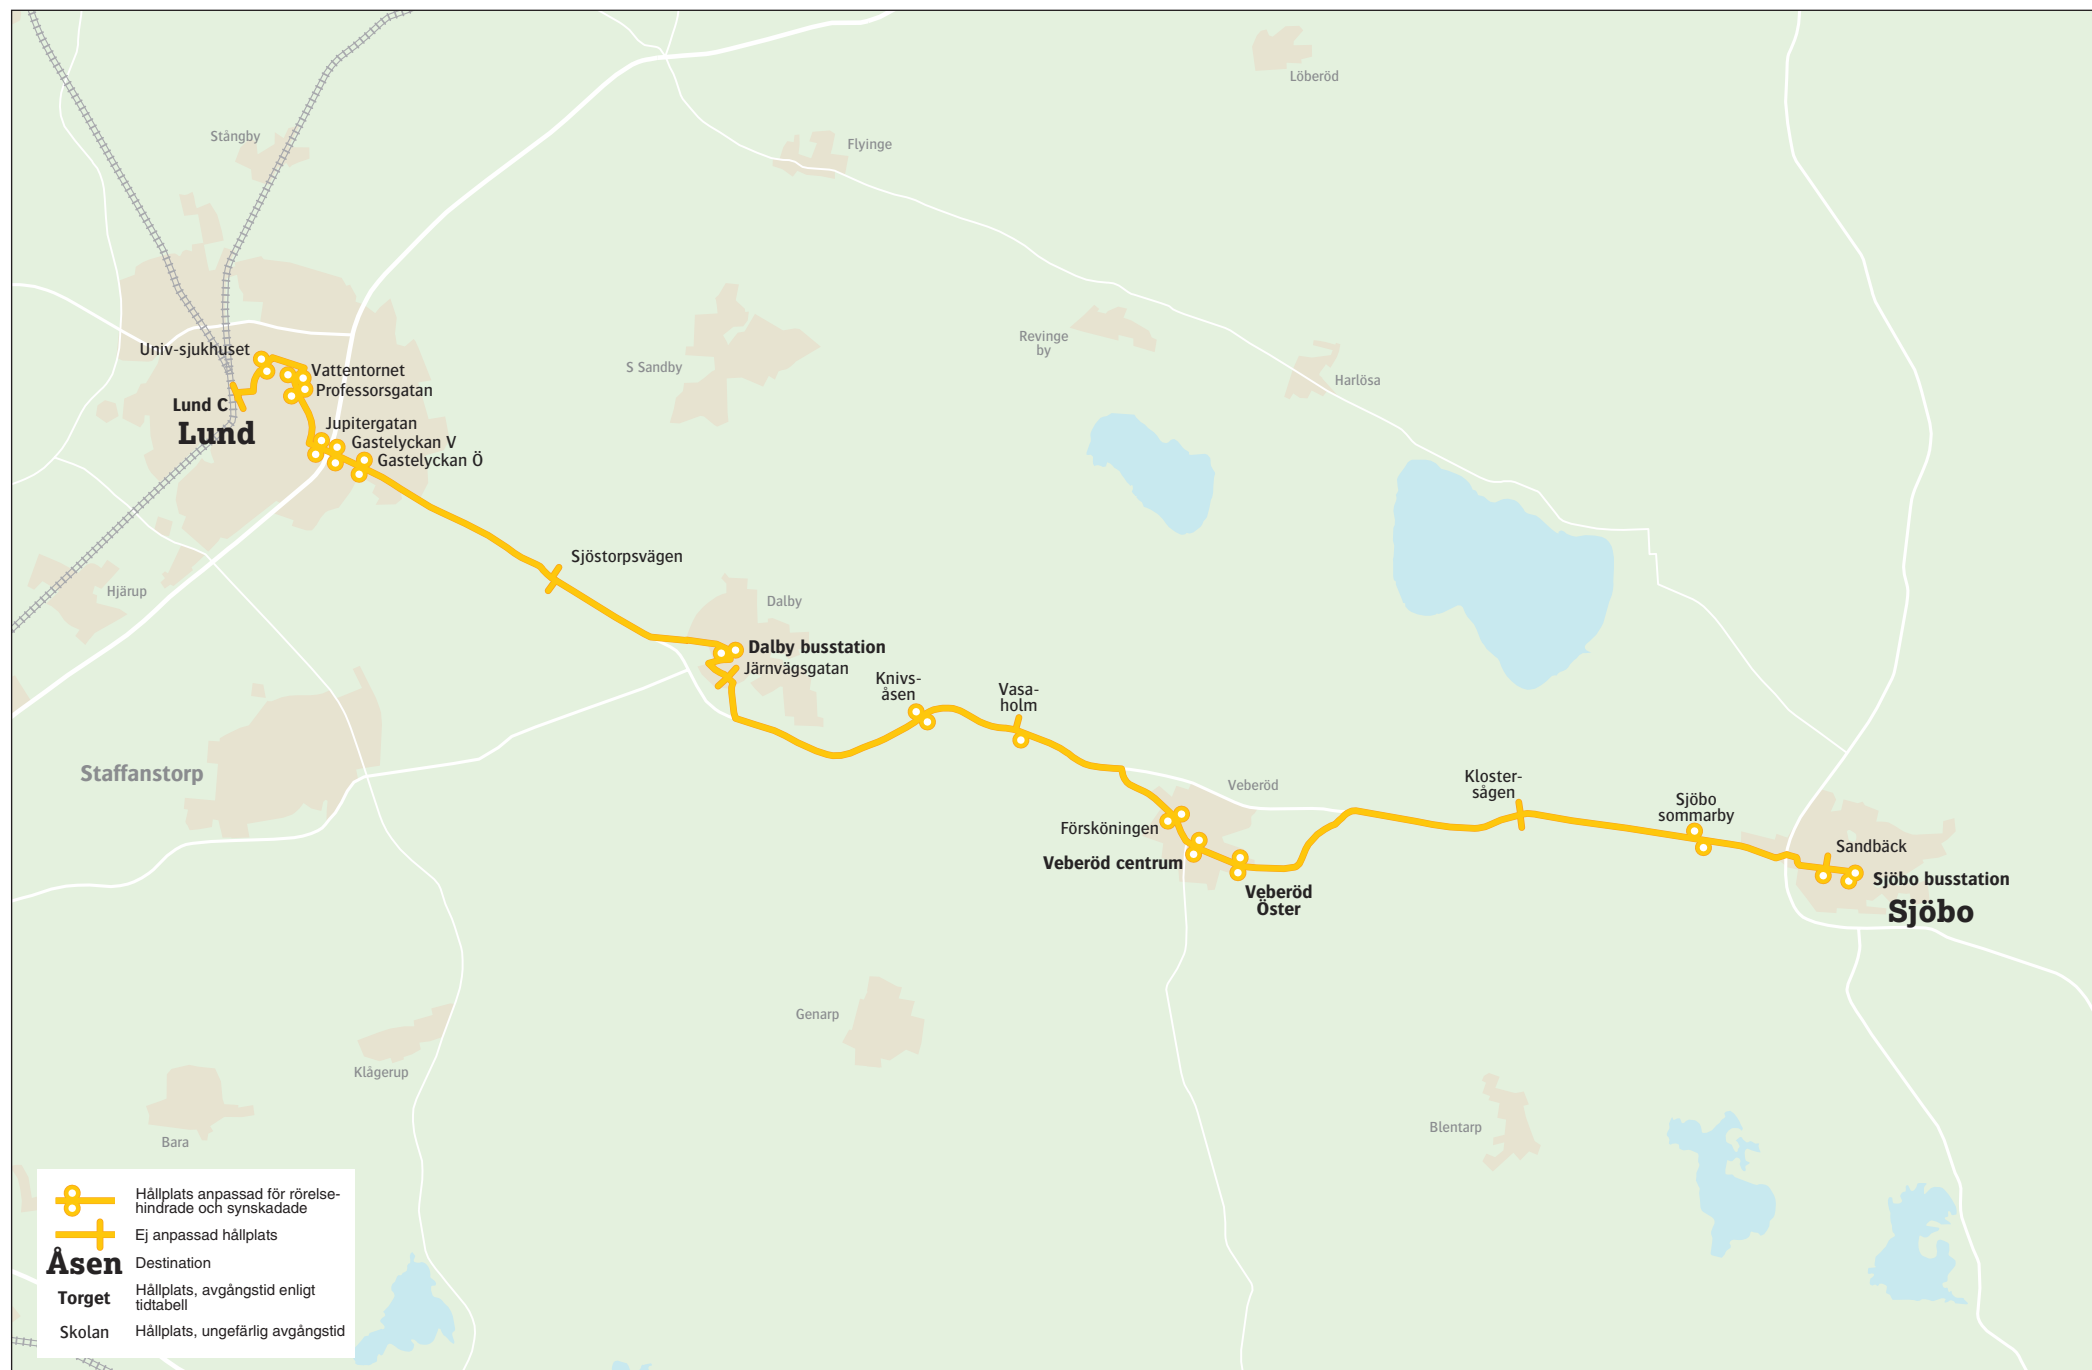 Löberöd
Stångby
Flyinge
Revinge
by
Univ-sjukhuset
Vattentornet
S Sandby
Harlösa
Professorsgatan
Lund C
Jupitergatan
Lund
Gastelyckan V
Gastelyckan Ö
Sjöstorpsvägen
Hjärup
Dalby
Dalby busstation
Järnvägsgatan
Knivs-
åsen
Vasa-
holm
Staffanstorp
Veberöd
Kloster-
sågen
Sjöbo
sommarby
Försköningen
Sandbäck
Veberöd centrum
Sjöbo busstation
Veberöd
Öster
Sjöbo
Genarp
Klågerup
Blentarp
Bara
Hållplats anpassad för rörelse-
hindrade och synskadade
Ej anpassad hållplats
Åsen Destination
Torget Hållplats, avgångstid enligt
tidtabell
Skolan Hållplats, ungefärlig avgångstid